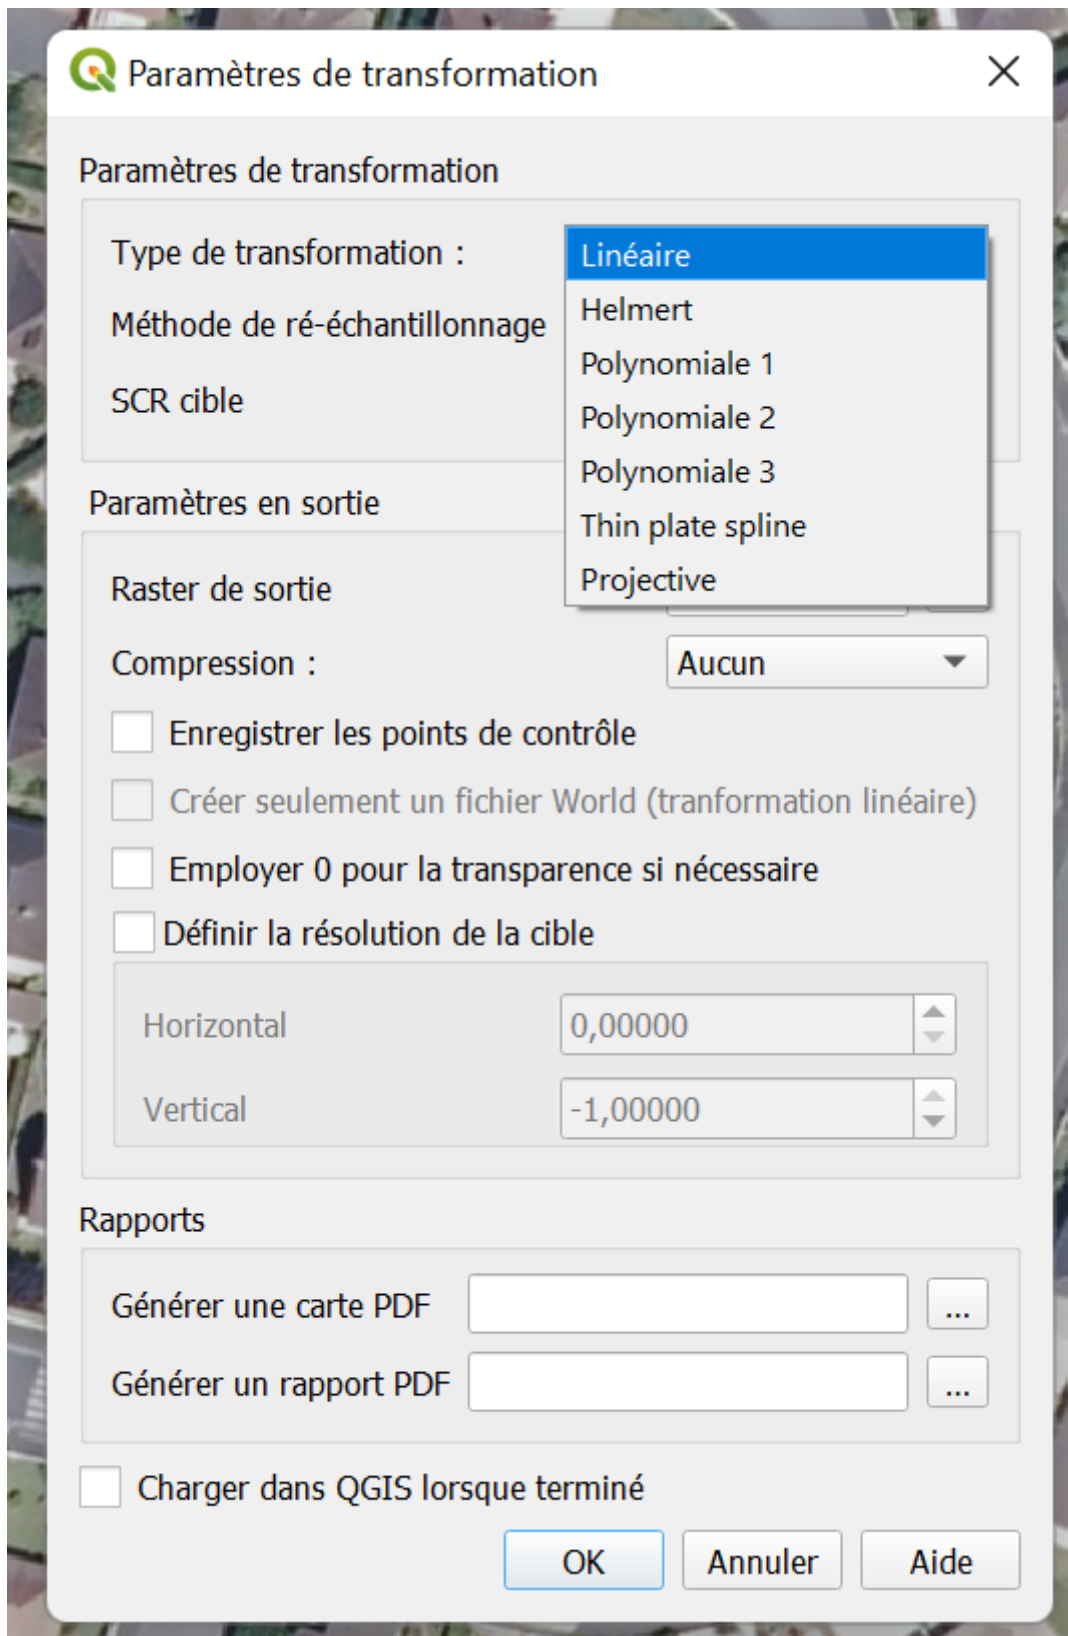 Paramètres de transformation
Paramètres de transformation
Type de transformation :
Linéaire
Helmert
Polynomiale 1
Polynomiale 2
Polynomiale 3
Thin plate spline
Projective
Méthode de ré-échantillonnage
SCR cible
Paramètres en sortie
Raster de sortie
Compression :
Aucun
Enregistrer les points de contrôle
Créer seulement un fichier World (tranformation linéaire)
Employer 0 pour la transparence si nécessaire
Définir la résolution de la cible
Horizontal
0,00000
Vertical
-1,00000
Rapports
Générer une carte PDF
...
Générer un rapport PDF
...
Charger dans QGIS lorsque terminé
OK
Annuler
Aide